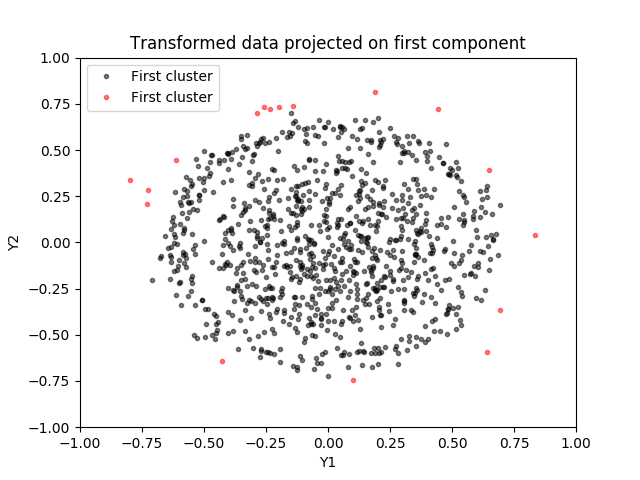 Transformed data projected on first component
First cluster
First cluster
1.00
0.75
0.50
0.25
0.00
−0.25
−0.50
−0.75
−1.00
Y2
−1.00 −0.75 −0.50 −0.25 0.00 0.25 0.50 0.75 1.00
Y1